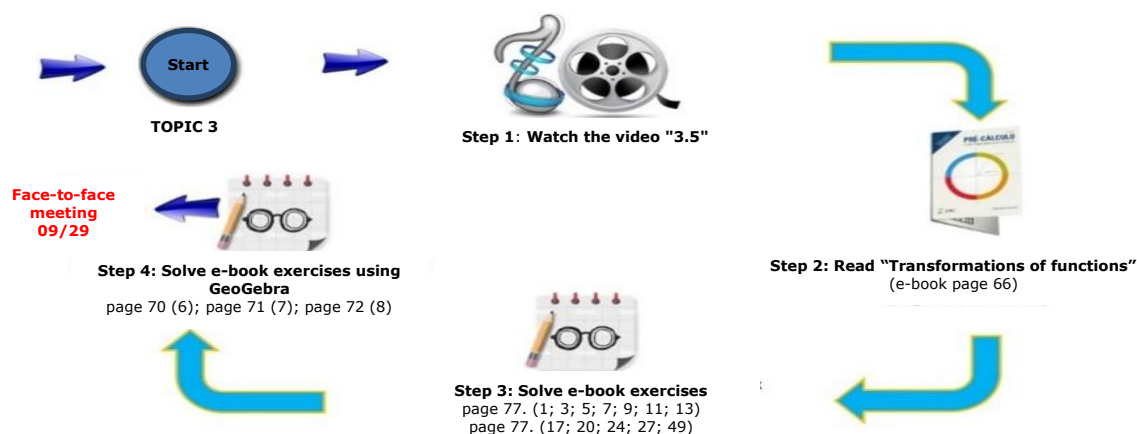 Start
TOPIC 3
Step 1: Watch the video "3.5"
PRÉ-CÁLCULO
Step 2: Read “Transformations of functions”
(e-book page 66)
Step 3: Solve e-book exercises
page 77. (1; 3; 5; 7; 9; 11; 13)
page 77. (17; 20; 24; 27; 49)
Step 4: Solve e-book exercises using
GeoGebra
page 70 (6); page 71 (7); page 72 (8)
Face-to-face
meeting
09/29